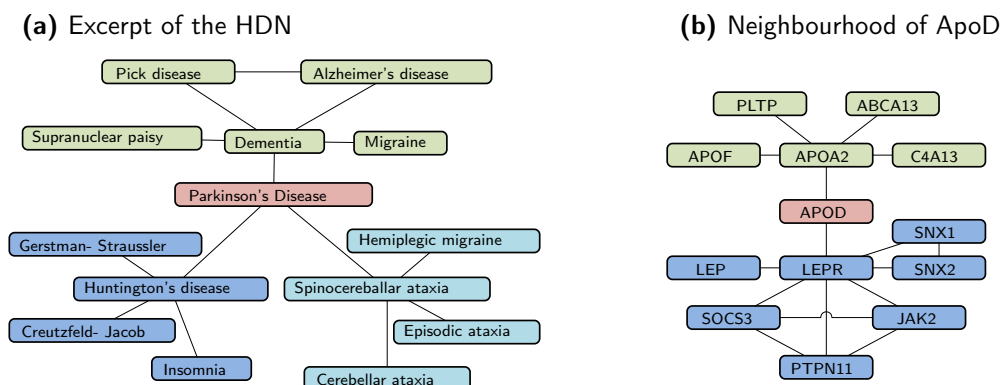 (a) Excerpt of the HDN
(b) Neighbourhood of ApoD
Pick disease
Alzheimer's disease
Supranuclear paisy
Dementia
Migraine
Parkinson's Disease
Gerstman- Straussler
Hemiplegic migraine
Huntington's disease
Spinocereballar ataxia
Creutzfeld- Jacob
Episodic ataxia
Insomnia
Cerebellar ataxia
PLTP
ABCA13
APOF
APOA2
C4A13
APOD
SNX1
LEP
LEPR
SNX2
SOCS3
JAK2
PTPN11